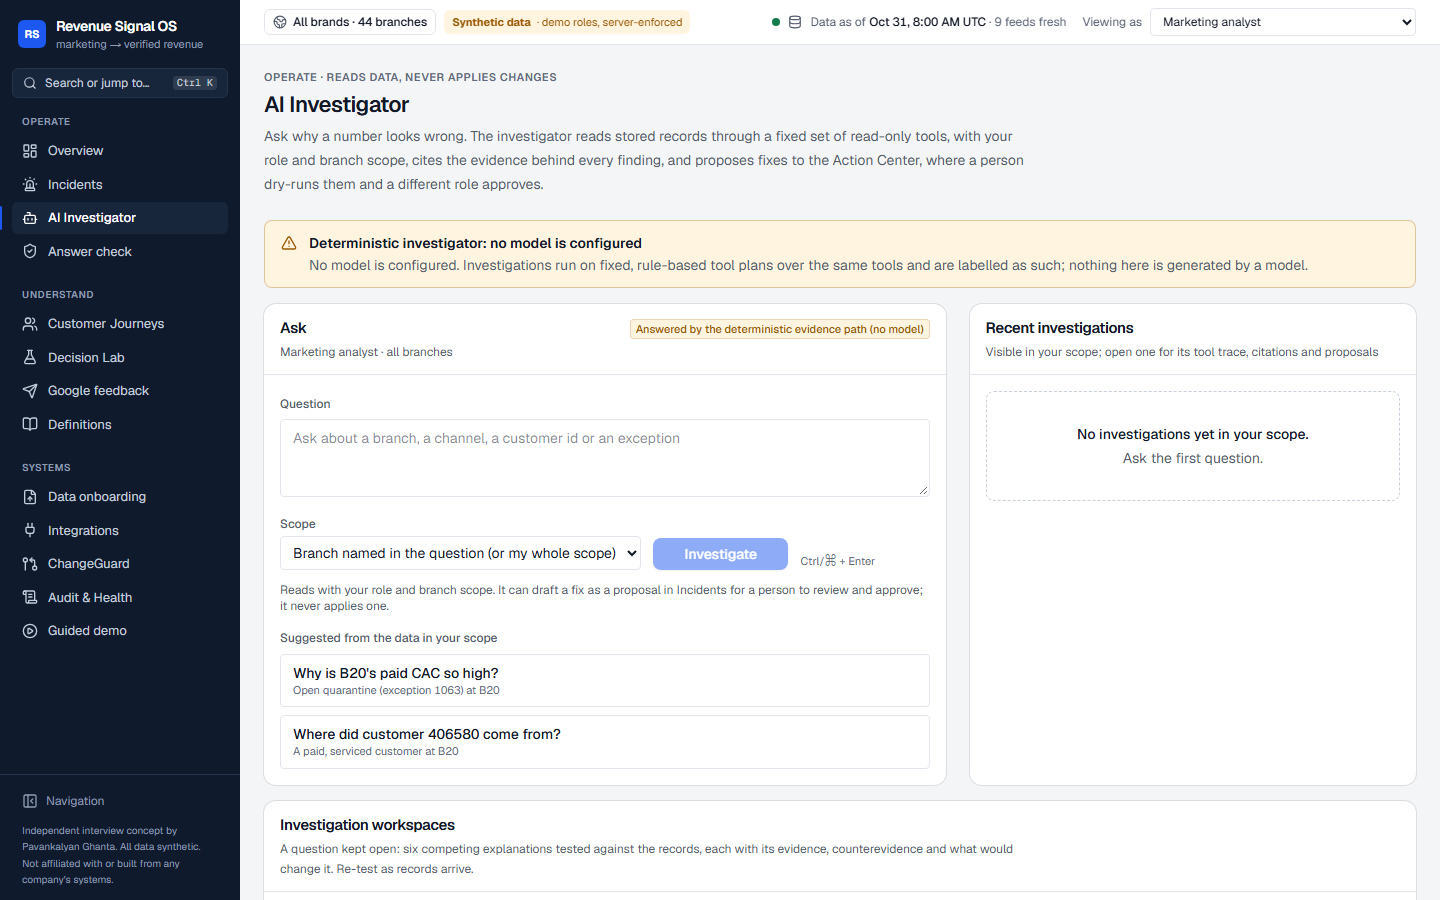 RS
Revenue Signal OS
marketing → verified revenue
Search or jump to...
Ctrl K
OPERATE
Overview
Incidents
AI Investigator
Answer check
UNDERSTAND
Customer Journeys
Decision Lab
Google feedback
Definitions
SYSTEMS
Data onboarding
Integrations
ChangeGuard
Audit & Health
Guided demo
Navigation
Independent interview concept by
Pavankalyan Ghanta. All data synthetic.
Not affiliated with or built from any
company's systems.
All brands · 44 branches
Synthetic data · demo roles, server-enforced
Data as of Oct 31, 8:00 AM UTC · 9 feeds fresh
Viewing as
Marketing analyst
OPERATE · READS DATA, NEVER APPLIES CHANGES
AI Investigator
Ask why a number looks wrong. The investigator reads stored records through a fixed set of read-only tools, with your
role and branch scope, cites the evidence behind every finding, and proposes fixes to the Action Center, where a person
dry-runs them and a different role approves.
Deterministic investigator: no model is configured
No model is configured. Investigations run on fixed, rule-based tool plans over the same tools and are labelled as such; nothing here is generated by a model.
Ask
Answered by the deterministic evidence path (no model)
Marketing analyst · all branches
Question
Ask about a branch, a channel, a customer id or an exception
Scope
Branch named in the question (or my whole scope)
Investigate
Ctrl/⌘ + Enter
Reads with your role and branch scope. It can draft a fix as a proposal in Incidents for a person to review and approve;
it never applies one.
Suggested from the data in your scope
Why is B20's paid CAC so high?
Open quarantine (exception 1063) at B20
Where did customer 406580 come from?
A paid, serviced customer at B20
Recent investigations
Visible in your scope; open one for its tool trace, citations and proposals
No investigations yet in your scope.
Ask the first question.
Investigation workspaces
A question kept open: six competing explanations tested against the records, each with its evidence, counterevidence and what would
change it. Re-test as records arrive.